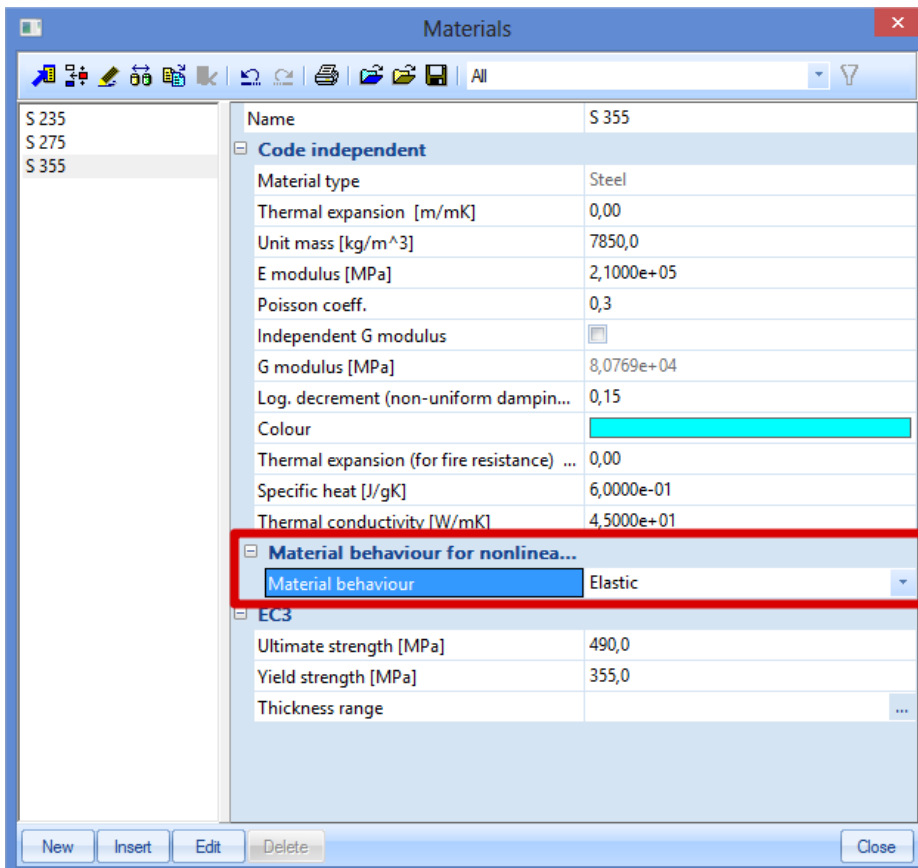 Materials
All
S 235
S 275
S 355
Name S 355
Code independent
Material type Steel
Thermal expansion [m/mK] 0,00
Unit mass [kg/m^3] 7850,0
E modulus [MPa] 2,1000e+05
Poisson coeff. 0,3
Independent G modulus
G modulus [MPa] 8,0769e+04
Log. decrement (non-uniform dampin... 0,15
Colour
Thermal expansion (for fire resistance) ... 0,00
Specific heat [J/gK] 6,0000e-01
Thermal conductivity [W/mK] 4,5000e+01
Material behaviour for nonlinea...
Material behaviour Elastic
EC3
Ultimate strength [MPa] 490,0
Yield strength [MPa] 355,0
Thickness range ...
New Insert Edit Delete Close